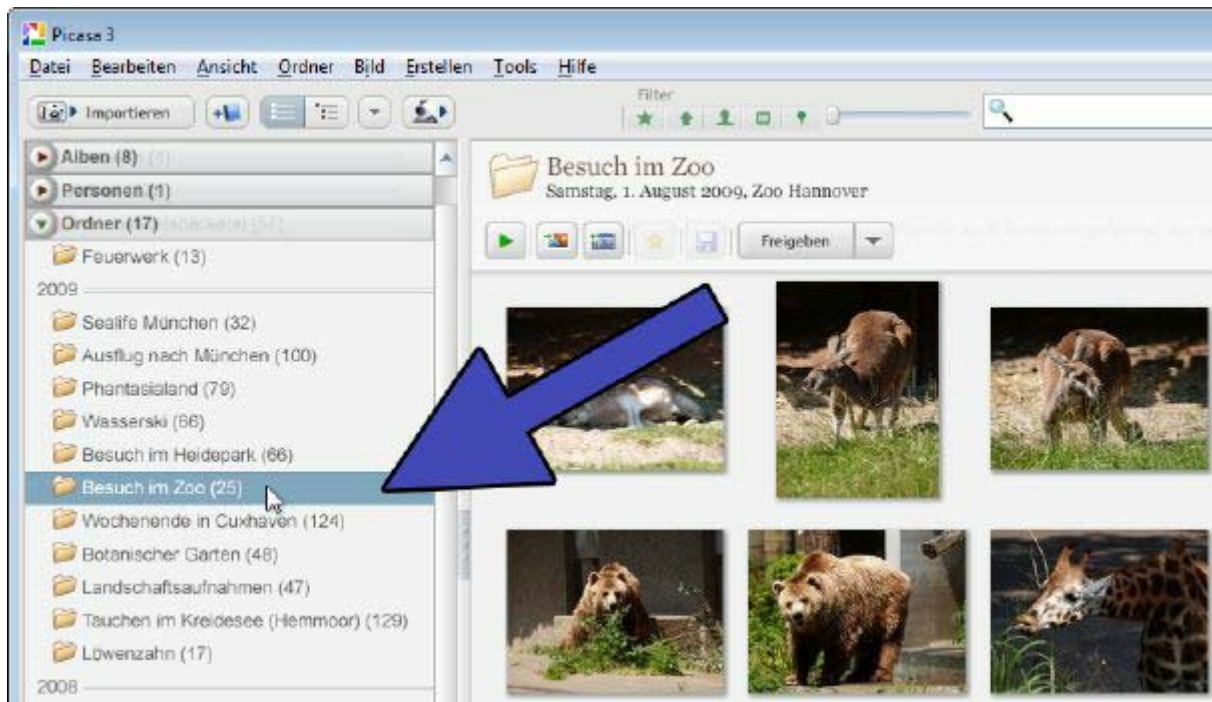 Picasa 3
Datei Bearbeiten Ansicht Ordner Bild Erstellen Tools Hilfe
Importieren
Filter
Alben (8)
Personen (1)
Ordner (17)
Feuerwerk (13)
2009
Sealife München (32)
Ausflug nach München (100)
Phantasialand (79)
Wasserski (66)
Besuch im Heidepark (66)
Besuch im Zoo (25)
Wochenende in Cuxhaven (124)
Botanischer Garten (48)
Landschaftsaufnahmen (47)
Tauchen im Kreidesee (Hemmoor) (129)
Löwenzahn (17)
2008
Besuch im Zoo
Samstag, 1. August 2009, Zoo Hannover
Freigeben